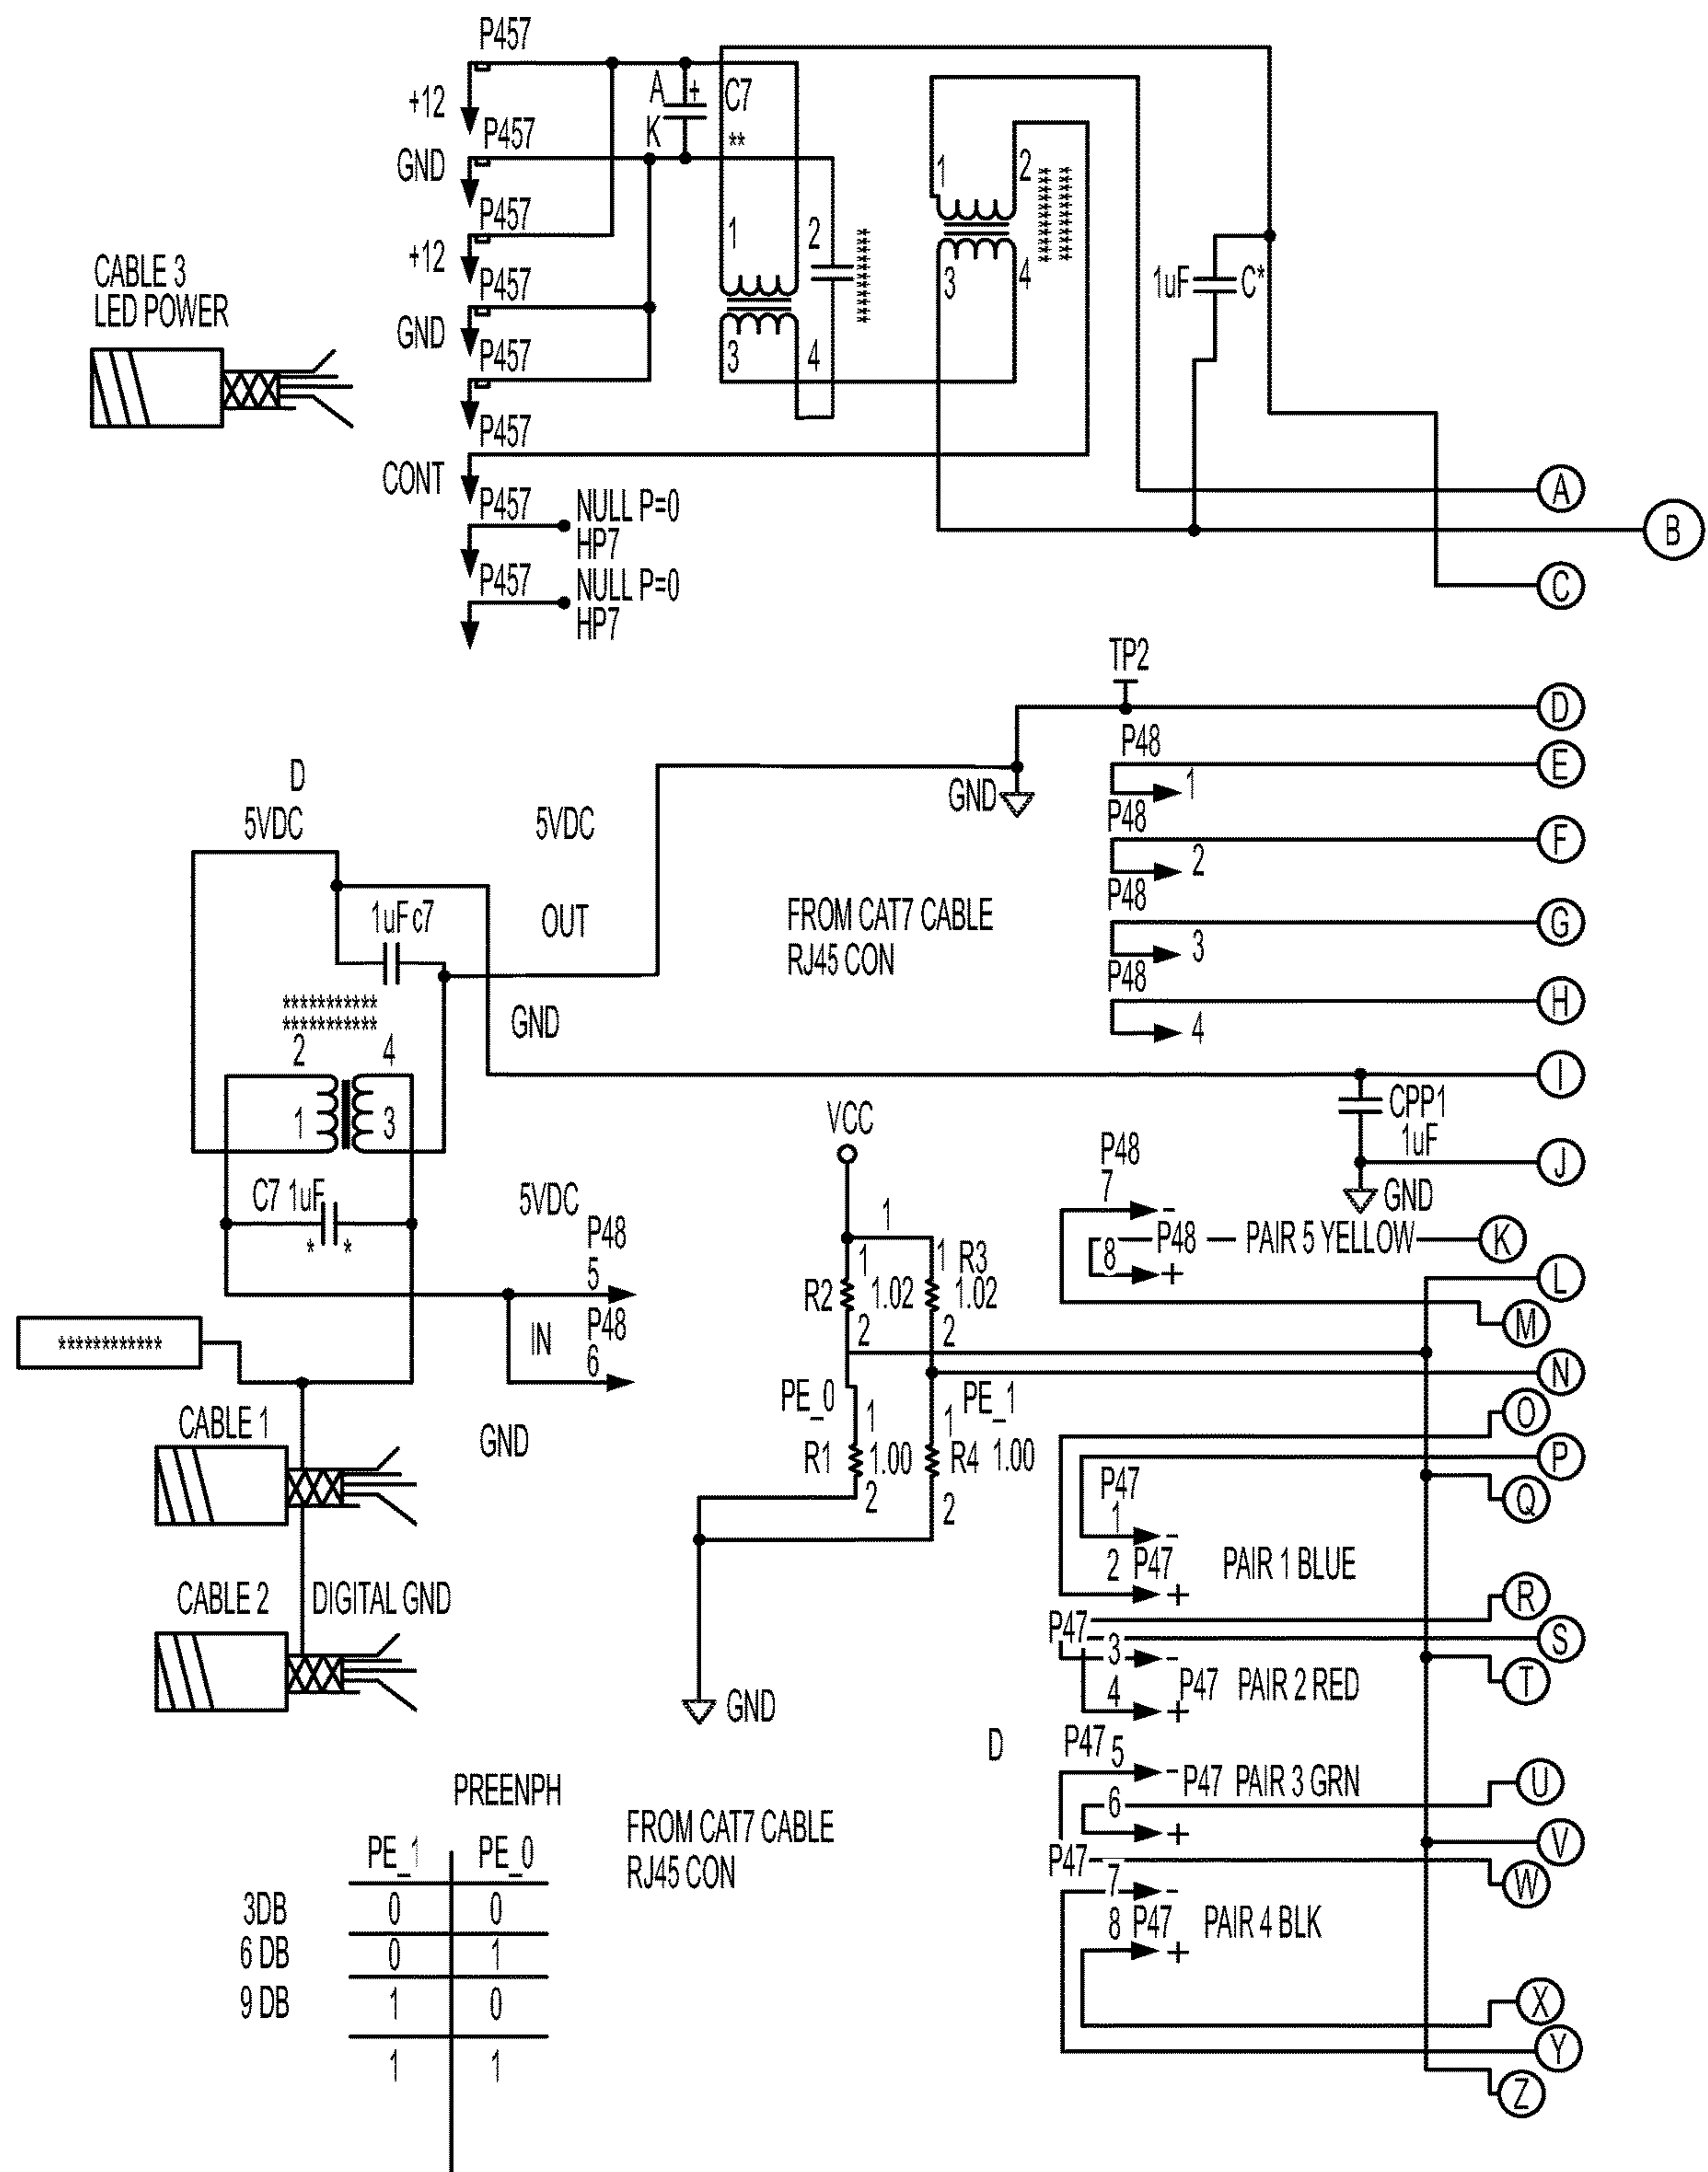 P457
+12
A
+
C7
K
**
P457
GND
P457
+12
P457
GND
P457
P457
CONT
P457
NULL P=0
HP7
P457
NULL P=0
HP7
CABLE 3
LED POWER
1
2
************
3
4
1
2
************
************
3
4
1uF
C*
A
B
C
TP2
D
P48
E
GND
1
P48
F
2
P48
G
3
P48
H
4
D
5VDC
5VDC
1uF c7
OUT
FROM CAT7 CABLE
RJ45 CON
***********
***********
GND
2
4
1
3
I
CPP1
1uF
J
GND
C7 1uF
* *
5VDC
P48
5
IN
P48
6
GND
************
CABLE 1
CABLE 2
DIGITAL GND
VCC
1
1
R2
1.02
2
1
R3
1.02
2
PE_0
1
R1
1.00
2
PE_1
1
R4 1.00
2
GND
P48
7
-
8
P48
PAIR 5 YELLOW
K
+
L
M
N
O
P
Q
P47
1
-
2
P47
PAIR 1 BLUE
+
R
P47
3
S
-
4
P47
PAIR 2 RED
T
+
D
P47
5
-
P47
PAIR 3 GRN
U
6
+
V
P47
W
7
-
8
P47
PAIR 4 BLK
+
X
Y
Z
PREENPH
FROM CAT7 CABLE
RJ45 CON
PE_1 PE_0
3DB 0 0
6 DB 0 1
9 DB 1 0
1 1